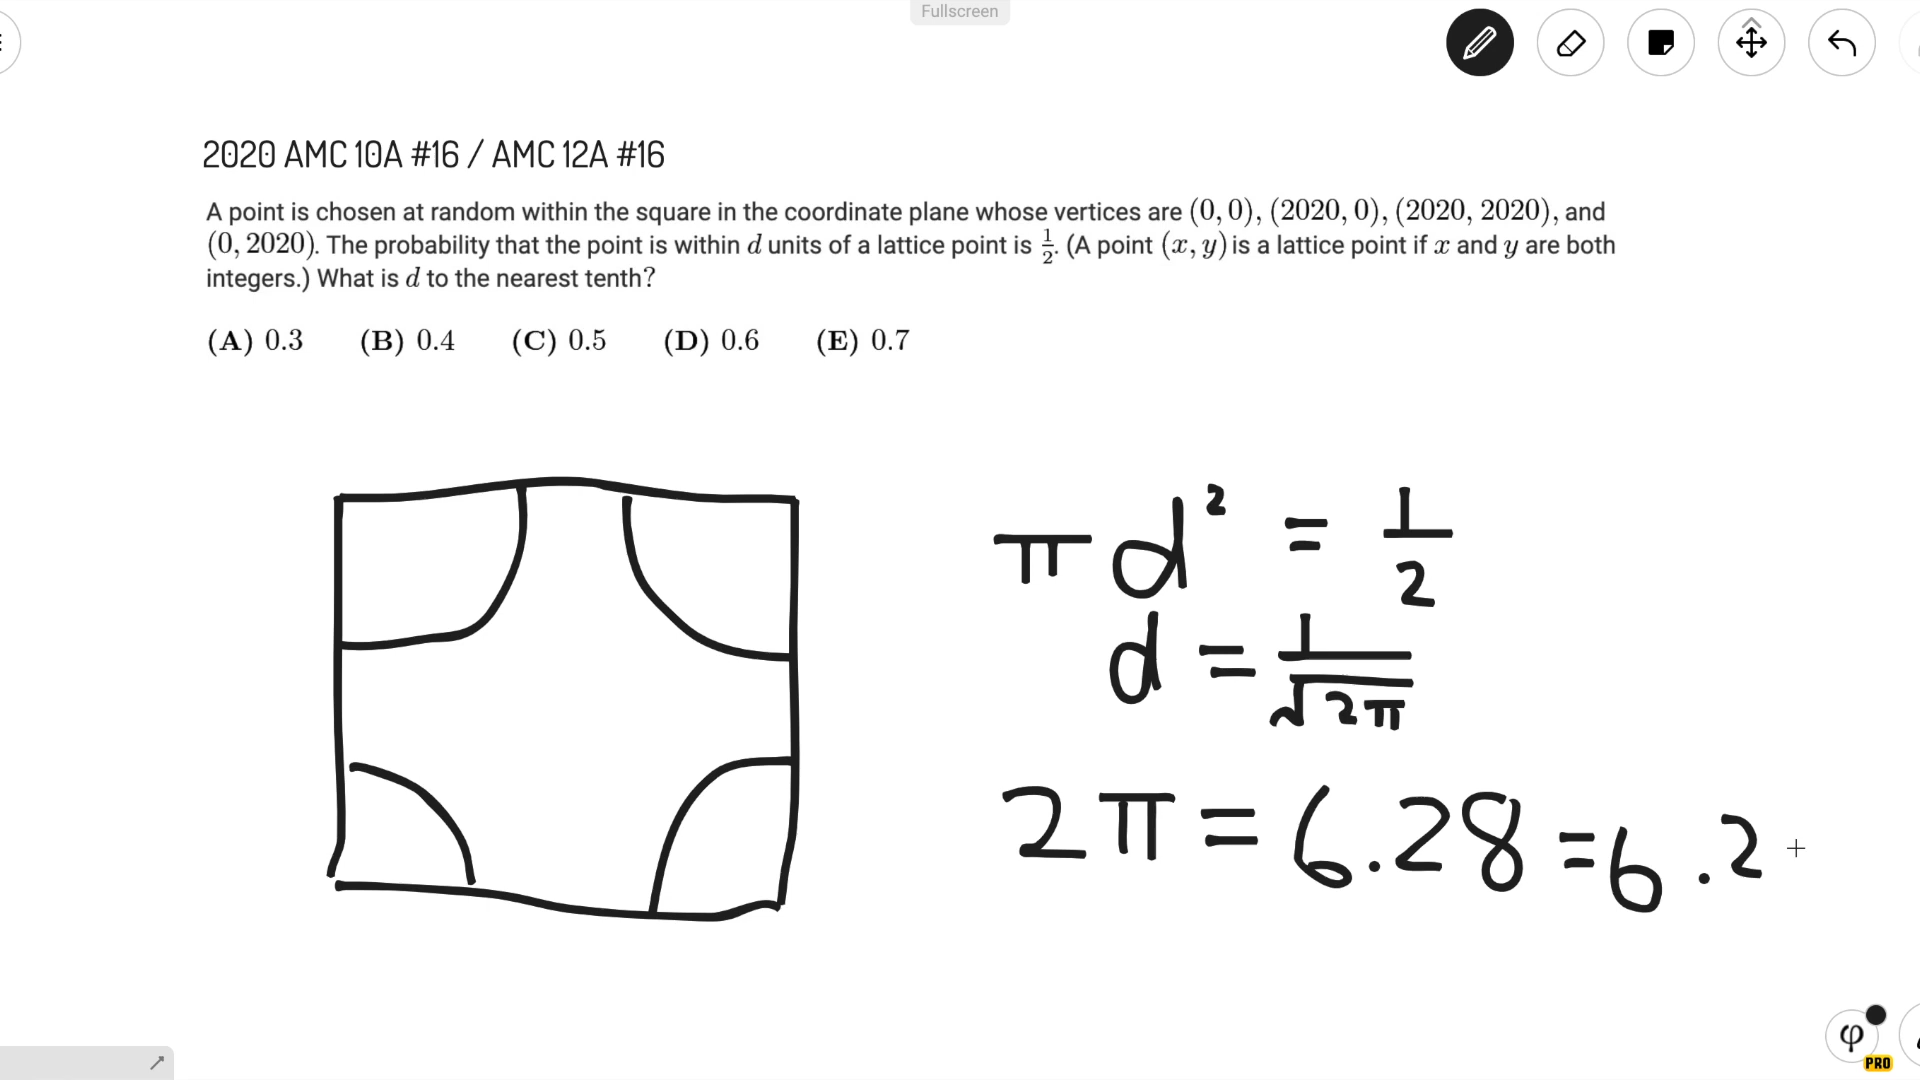 Fullscreen
2020 AMC 10A #16 / AMC 12A #16
A point is chosen at random within the square in the coordinate plane whose vertices are (0, 0), (2020, 0), (2020, 2020), and
(0, 2020). The probability that the point is within d units of a lattice point is 1/2. (A point (x, y) is a lattice point if x and y are both
integers.) What is d to the nearest tenth?
(A) 0.3 (B) 0.4 (C) 0.5 (D) 0.6 (E) 0.7
πd² = 1/2
d = 1/√2π
2π = 6.28 = 6.2
φ
PRO